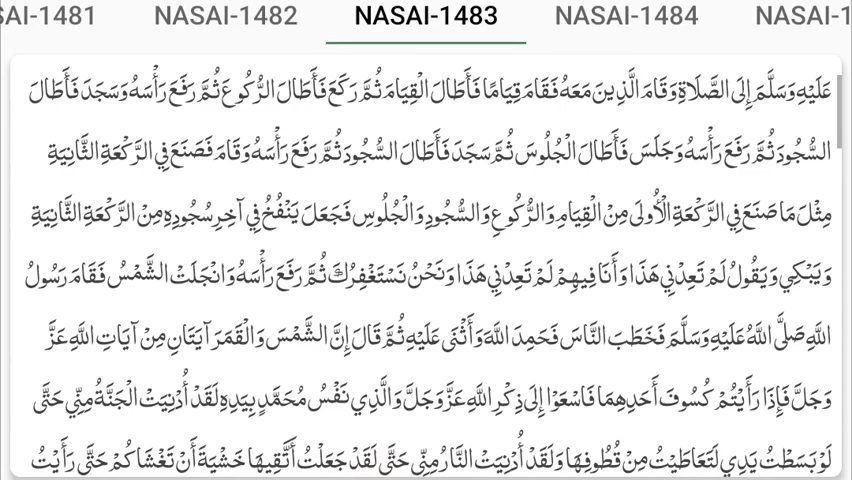 SAI-1481 NASAI-1482 NASAI-1483 NASAI-1484 NASAI-1
عَلَيْهِ وَسَلَّمَ إِلَى الصَّلَاةِ وَقَامَ الَّذِينَ مَعَهُ فَقَامَ قِيَامًا فَأَطَالَ الْقِيَامَ ثُمَّ رَكَعَ فَأَطَالَ الرُّكُوعَ ثُمَّ رَفَعَ رَأْسَهُ وَسَجَدَ فَأَطَالَ
السُّجُودَ ثُمَّ رَفَعَ رَأْسَهُ وَجَلَسَ فَأَطَالَ الْجُلُوسَ ثُمَّ سَجَدَ فَأَطَالَ السُّجُودَ ثُمَّ رَفَعَ رَأْسَهُ وَقَامَ فَصَنَعَ فِي الرَّكْعَةِ الثَّانِيَةِ
مِثْلَ مَا صَنَعَ فِي الرَّكْعَةِ الْأُولَى مِنْ الْقِيَامِ وَالرُّكُوعِ وَالسُّجُودِ وَالْجُلُوسِ فَجَعَلَ يَنْفُخُ فِي آخِرِ سُجُودِهِ مِنْ الرَّكْعَةِ الثَّانِيَةِ
وَيَبْكِي وَيَقُولُ لَمْ تَعِدْنِي هَذَا وَأَنَا فِيهِمْ لَمْ تَعِدْنِي هَذَا وَنَحْنُ نَسْتَغْفِرُكَ ثُمَّ رَفَعَ رَأْسَهُ وَانْجَلَتْ الشَّمْسُ فَقَامَ رَسُولُ
اللَّهِ صَلَّى اللَّهُ عَلَيْهِ وَسَلَّمَ فَخَطَبَ النَّاسَ فَحَمِدَ اللَّهَ وَأَثْنَى عَلَيْهِ ثُمَّ قَالَ إِنَّ الشَّمْسَ وَالْقَمَرَ آيَتَانِ مِنْ آيَاتِ اللَّهِ عَزَّ
وَجَلَّ فَإِذَا رَأَيْتُمْ كُسُوفَ أَحَدِهِمَا فَاسْعَوْا إِلَى ذِكْرِ اللَّهِ عَزَّ وَجَلَّ وَالَّذِي نَفْسُ مُحَمَّدٍ بِيَدِهِ لَقَدْ أُدْنِيَتْ الْجَنَّةُ مِنِّي حَتَّى
لَوْ بَسَطْتُ يَدِي لَتَعَاطَيْتُ مِنْ قُطُوفِهَا وَلَقَدْ أُدْنِيَتْ النَّارُ مِنِّي حَتَّى لَقَدْ جَعَلْتُ أَتَّقِيهَا خَشْيَةَ أَنْ تَغْشَاكُمْ حَتَّى رَأَيْتُ